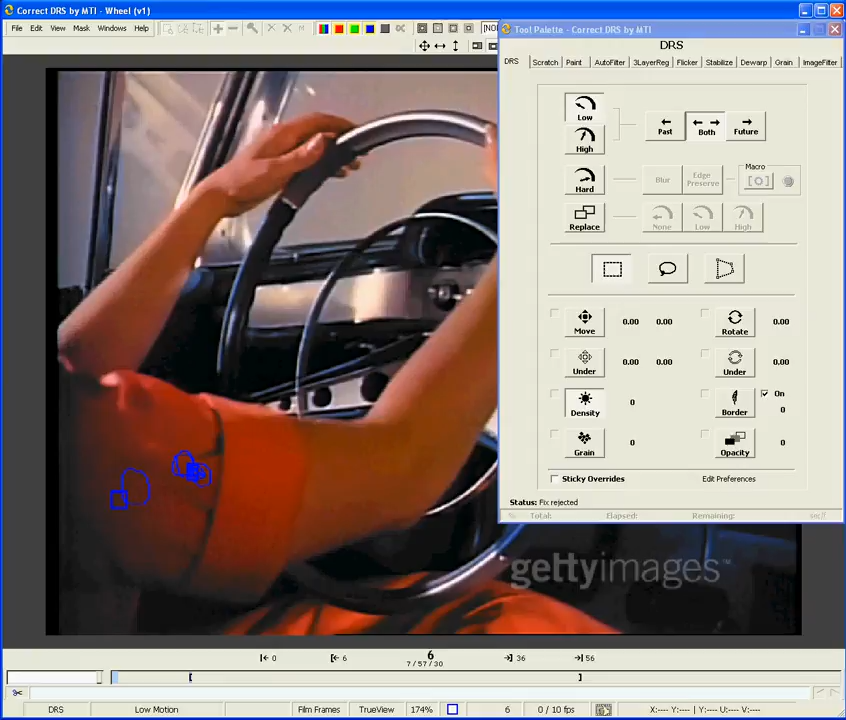 Correct DRS by MTI - Wheel (v1)
File Edit View Mask Windows Help
Tool Palette - Correct DRS by MTI
DRS
DRS Scratch Paint AutoFilter 3LayerReg Flicker Stabilize Dewarp Grain ImageFilter
Low
High
Past Both Future
Hard
Blur Edge Preserve
Macro
Replace
None Low High
Move 0.00 0.00 Rotate 0.00
Under 0.00 0.00 Under 0.00
Density 0 Border On 0
Grain 0 Opacity 0
Sticky Overrides Edit Preferences
Status: Fix rejected
% Total: Elapsed: Remaining: sec/f
gettyimages™
0 6 6 36 56
7 / 57 / 30
DRS Low Motion Film Frames TrueView 174% 6 0 / 10 fps X:---- Y:---- | Y:---- U:---- V:----